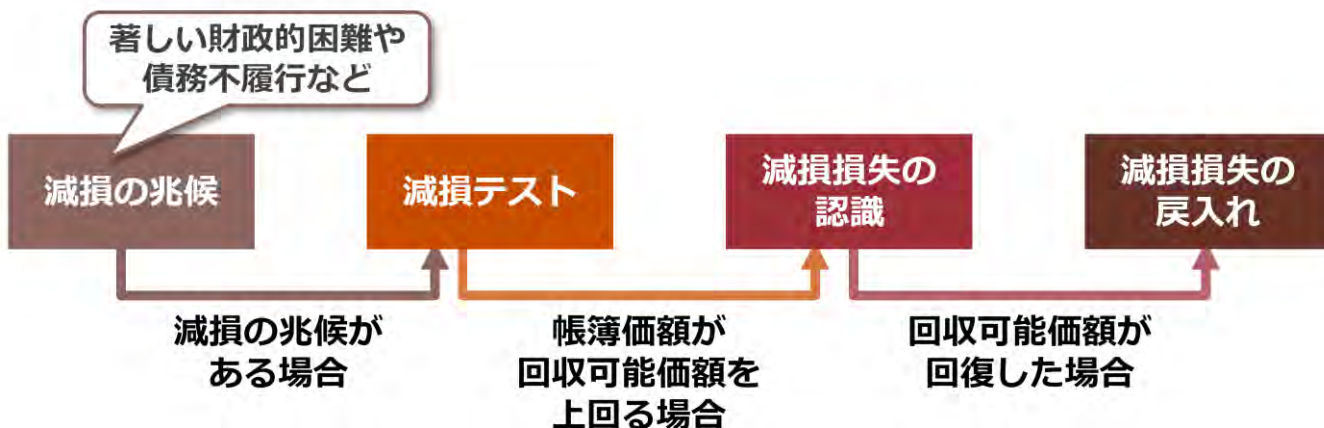 著しい財政的困難や
債務不履行など
減損の兆候
減損テスト
減損損失の
認識
減損損失の
戻入れ
減損の兆候が
ある場合
帳簿価額が
回収可能価額を
上回る場合
回収可能価額が
回復した場合